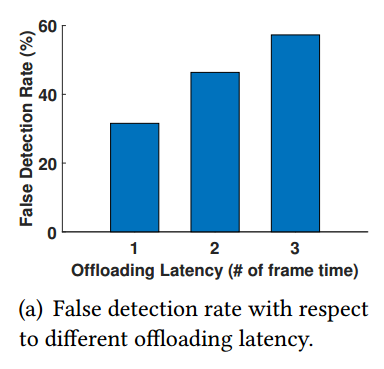 60
40
20
0
False Detection Rate (%)
1 2 3
Offloading Latency (# of frame time)
(a) False detection rate with respect
to different offloading latency.